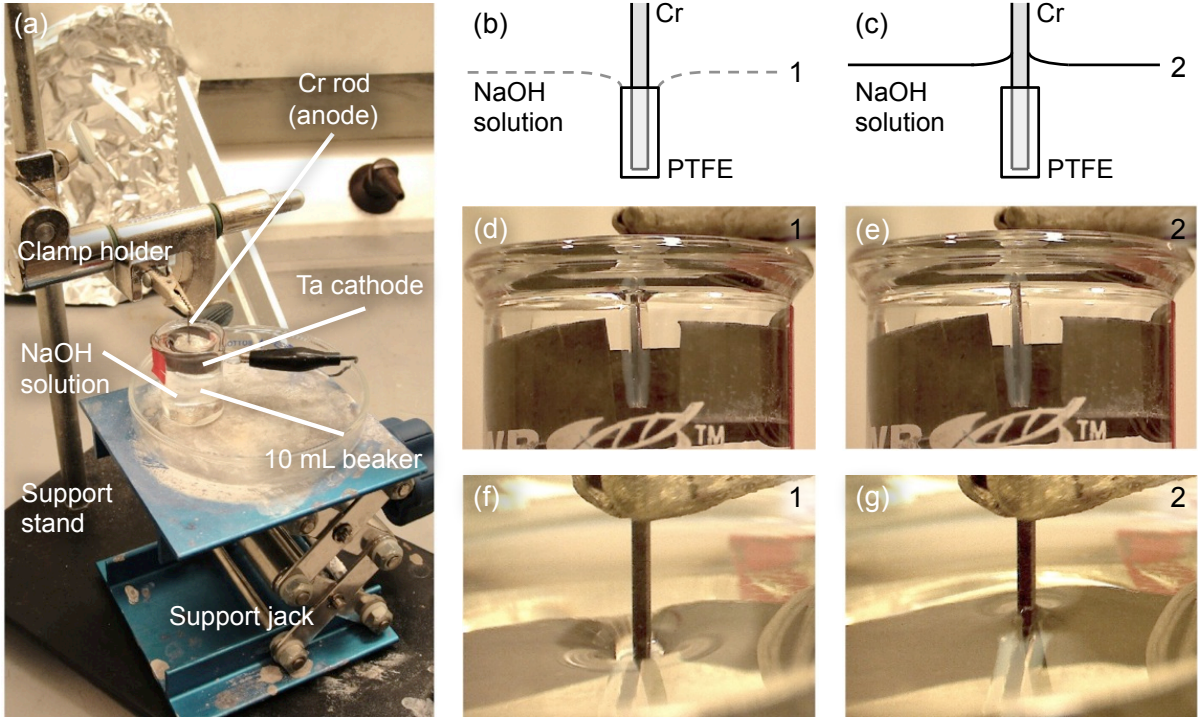 (a)
Cr rod
(anode)
Clamp holder
Ta cathode
NaOH
solution
10 mL beaker
Support
stand
Support jack
(b)
Cr
1
NaOH
solution
PTFE
(c)
Cr
2
NaOH
solution
PTFE
(d)
1
TM
(e)
2
TM
(f)
1
(g)
2